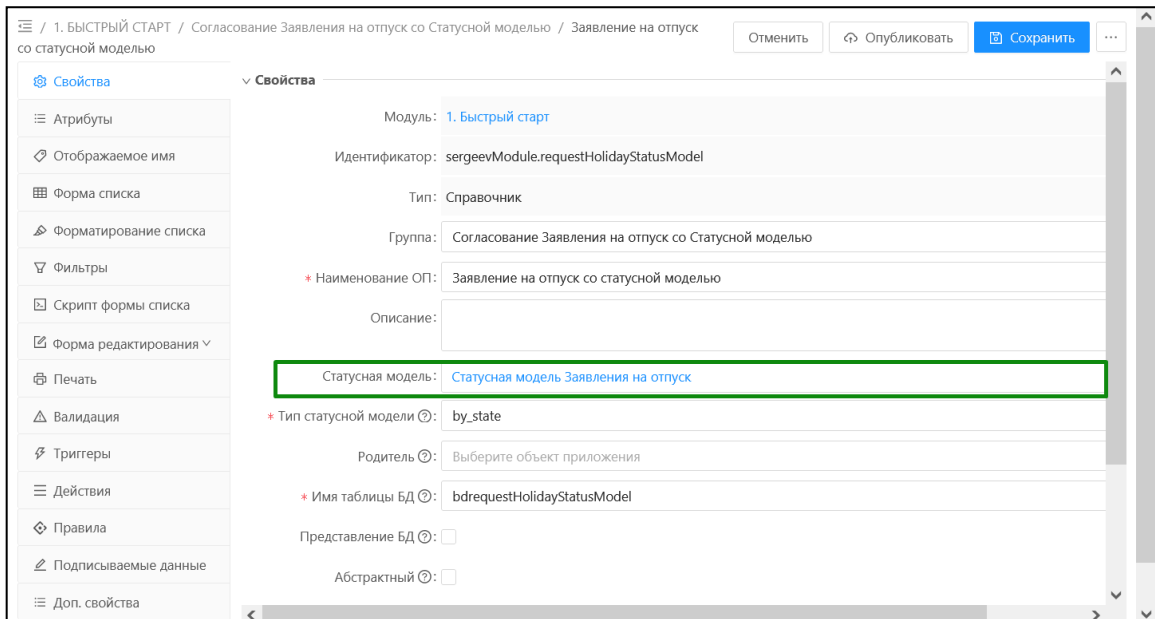 / 1. БЫСТРЫЙ СТАРТ / Согласование Заявления на отпуск со Статусной моделью / Заявление на отпуск
со статусной моделью
Отменить
Опубликовать
Сохранить
...
Свойства
Атрибуты
Отображаемое имя
Форма списка
Форматирование списка
Фильтры
Скрипт формы списка
Форма редактирования
Печать
Валидация
Триггеры
Действия
Правила
Подписываемые данные
Доп. свойства
Свойства
Модуль: 1. Быстрый старт
Идентификатор: sergeevModule.requestHolidayStatusModel
Тип: Справочник
Группа: Согласование Заявления на отпуск со Статусной моделью
* Наименование ОП: Заявление на отпуск со статусной моделью
Описание:
Статусная модель: Статусная модель Заявления на отпуск
* Тип статусной модели ?: by_state
Родитель ?: Выберите объект приложения
* Имя таблицы БД ?: bdrequestHolidayStatusModel
Представление БД ?:
Абстрактный ?: